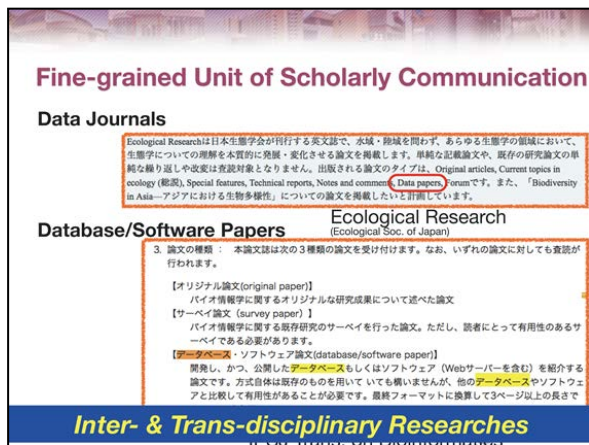 Fine-grained Unit of Scholarly Communication
Data Journals
Ecological Researchは日本生態学会が刊行する英文誌で、水域・陸域を問わず、あらゆる生態学の領域において、
生態学についての理解を本質的に発展・変化させる論文を掲載します。単純な記載論文や、既存の研究論文の単
純な繰り返しや改変は査読対象となりません。出版される論文のタイプは、Original articles, Current topics in
ecology (総説), Special features, Technical reports, Notes and comments, Data papers, Forumです。また、「Biodiversity
in Asia―アジアにおける生物多様性」についての論文を掲載したいと計画しています。
Ecological Research
(Ecological Soc. of Japan)
Database/Software Papers
3. 論文の種類 : 本論文誌は次の3種類の論文を受け付けます。なお、いずれの論文に対しても査読が
行われます。
【オリジナル論文(original paper)】
バイオ情報学に関するオリジナルな研究成果について述べた論文
【サーベイ論文 (survey paper) 】
バイオ情報学に関する既存研究のサーベイを行った論文。ただし、読者にとって有用性のあるサ
ーベイである必要があります。
【データベース・ソフトウェア論文(database/software paper)】
開発し、かつ、公開したデータベースもしくはソフトウェア (Webサーバーを含む) を紹介する
論文です。方式自体は既存のものを用いて いても構いませんが、他のデータベースやソフトウェ
アと比較して有用性があることが必要です。最終フォーマットに換算して3ページ以上の長さで
Inter- & Trans-disciplinary Researches